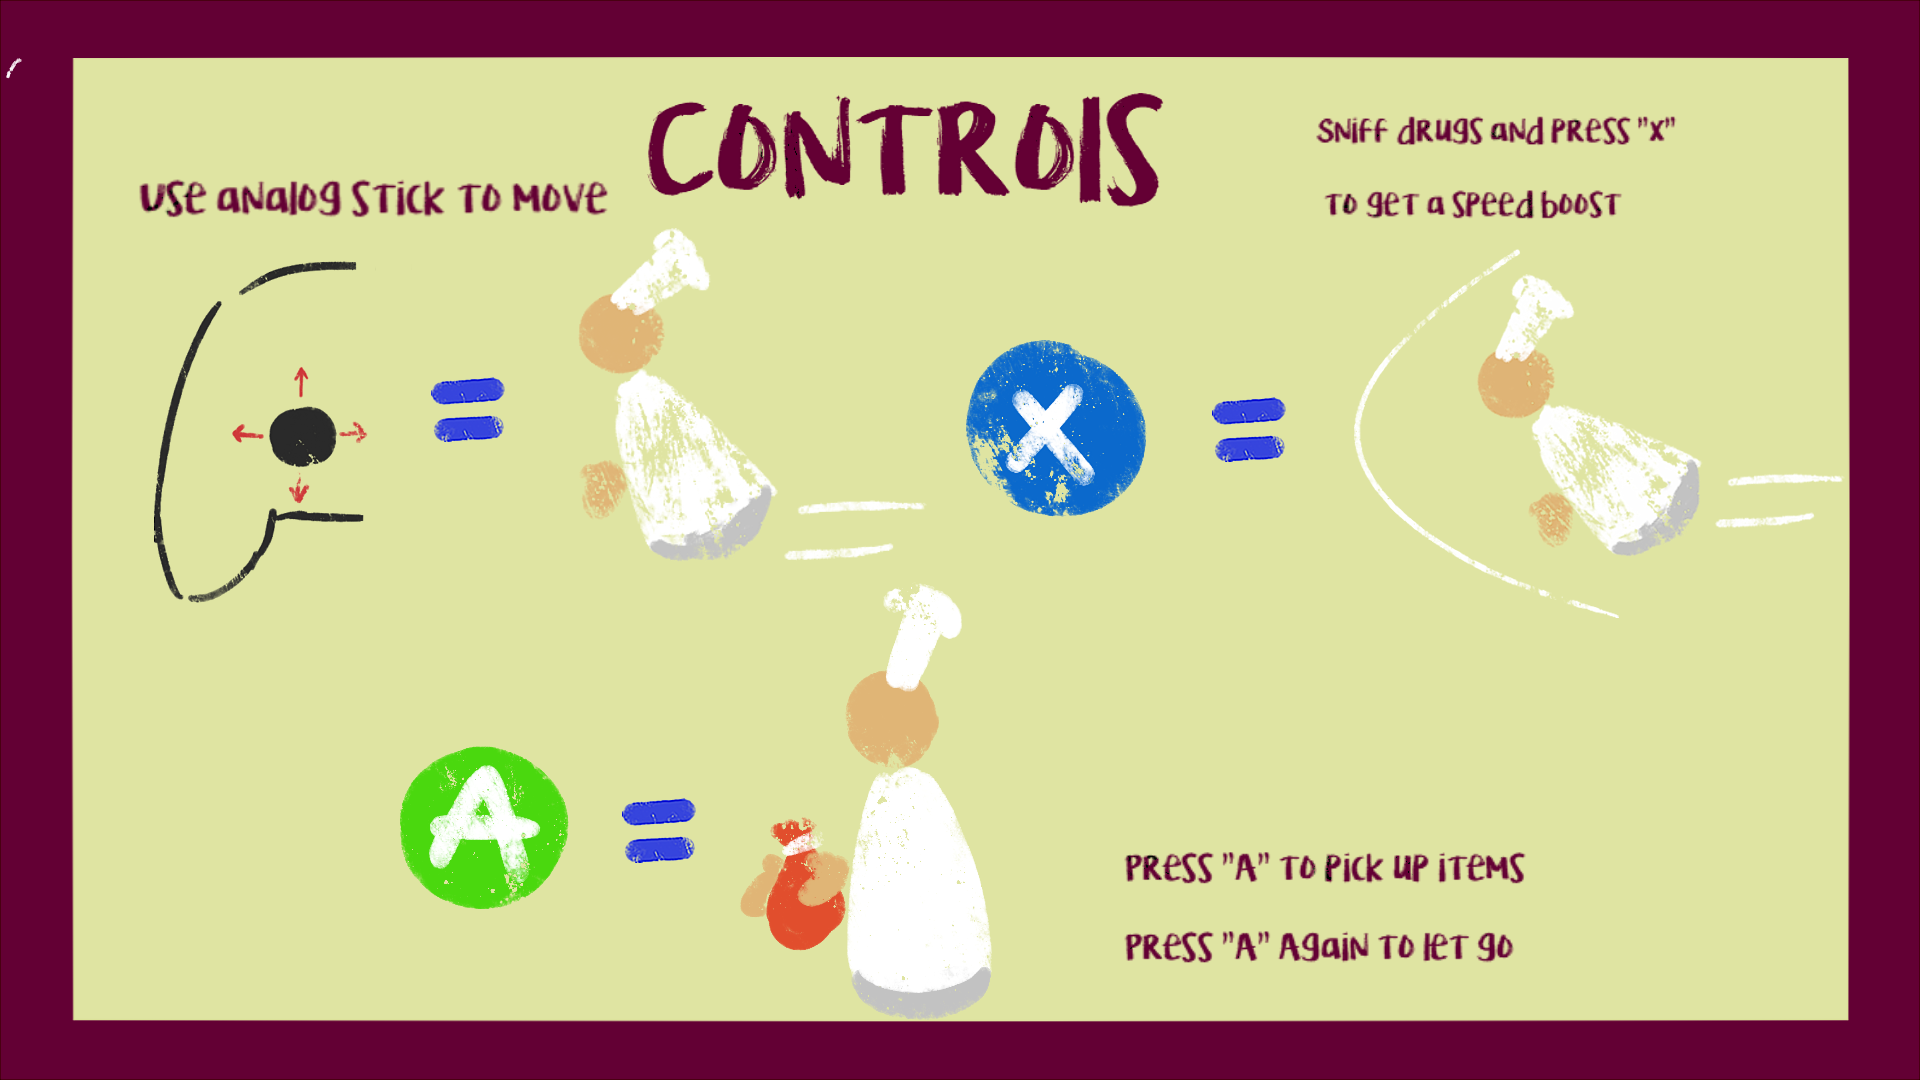 CONTROlS
USe aNalog STick TO MOVe
SNiFF dRUgS aNd PReSS "X"
TO geT a SPeed bOOST
X
A
PReSS "A" TO Pick UP iTeMS
PReSS "A" AgaiN TO leT gO